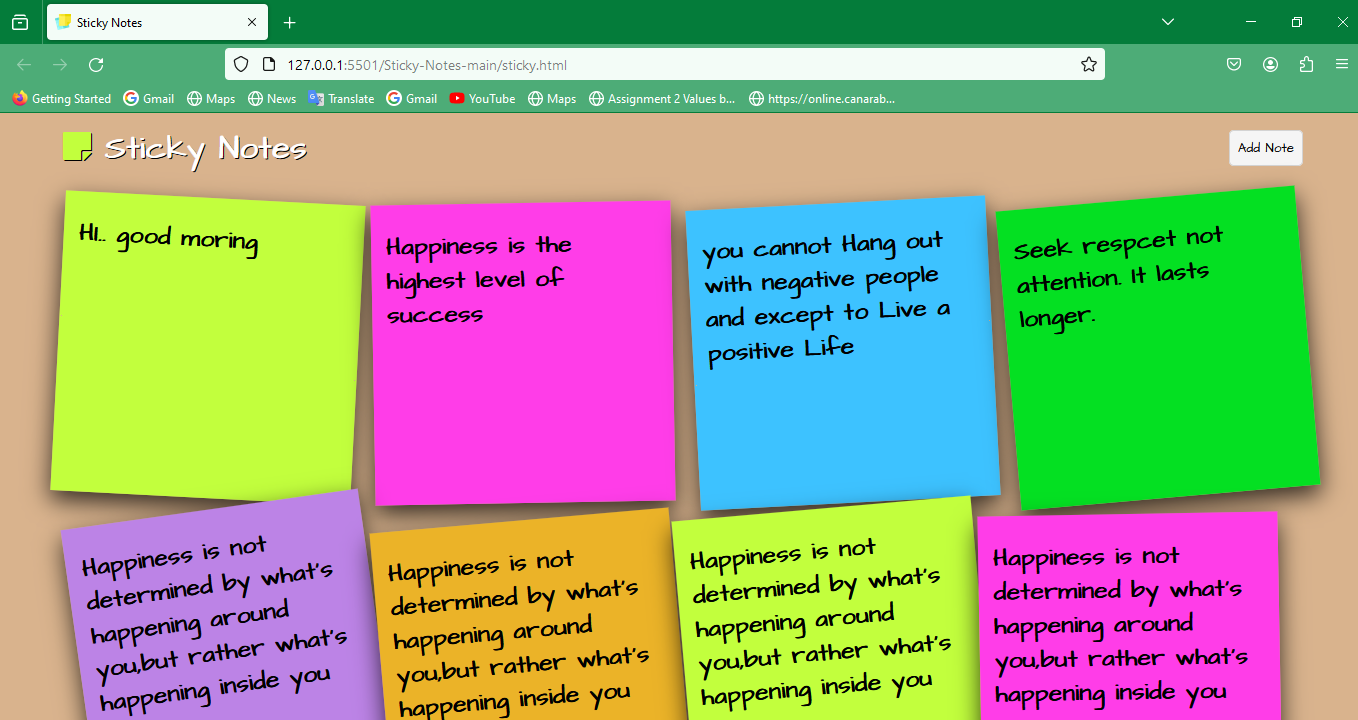 Sticky Notes
127.0.0.1:5501/Sticky-Notes-main/sticky.html
Getting Started Gmail Maps News Translate Gmail YouTube Maps Assignment 2 Values b... https://online.canarab...
Sticky Notes
Add Note
HI.. good moring
Happiness is the
highest level of
success
you cannot Hang out
with negative people
and except to Live a
positive Life
Seek respcet not
attention. It lasts
longer.
Happiness is not
determined by what's
happening around
you,but rather what's
happening inside you
Happiness is not
determined by what's
happening around
you,but rather what's
happening inside you
Happiness is not
determined by what's
happening around
you,but rather what's
happening inside you
Happiness is not
determined by what's
happening around
you,but rather what's
happening inside you